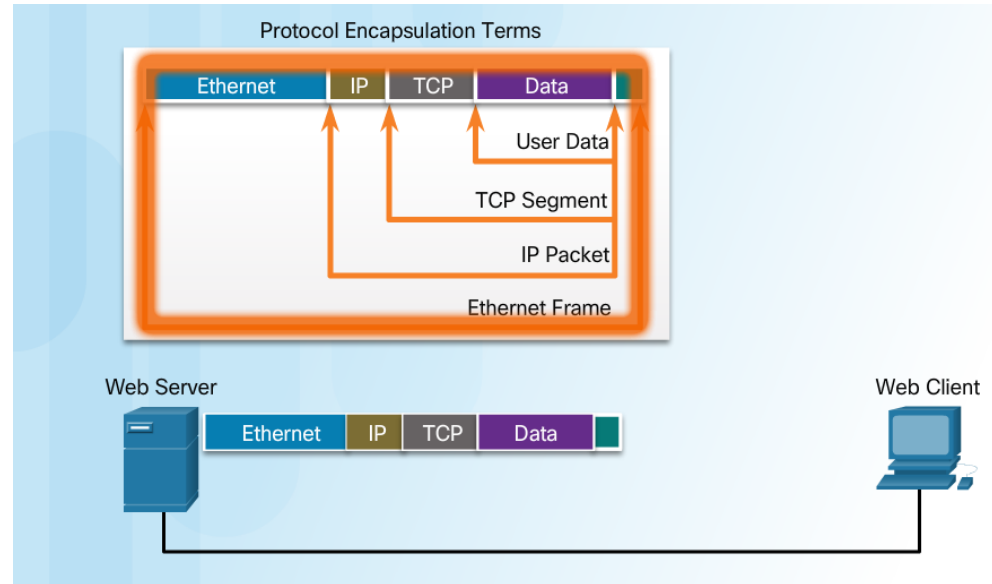 Protocol Encapsulation Terms
Ethernet IP TCP Data
User Data
TCP Segment
IP Packet
Ethernet Frame
Web Server
Web Client
Ethernet IP TCP Data